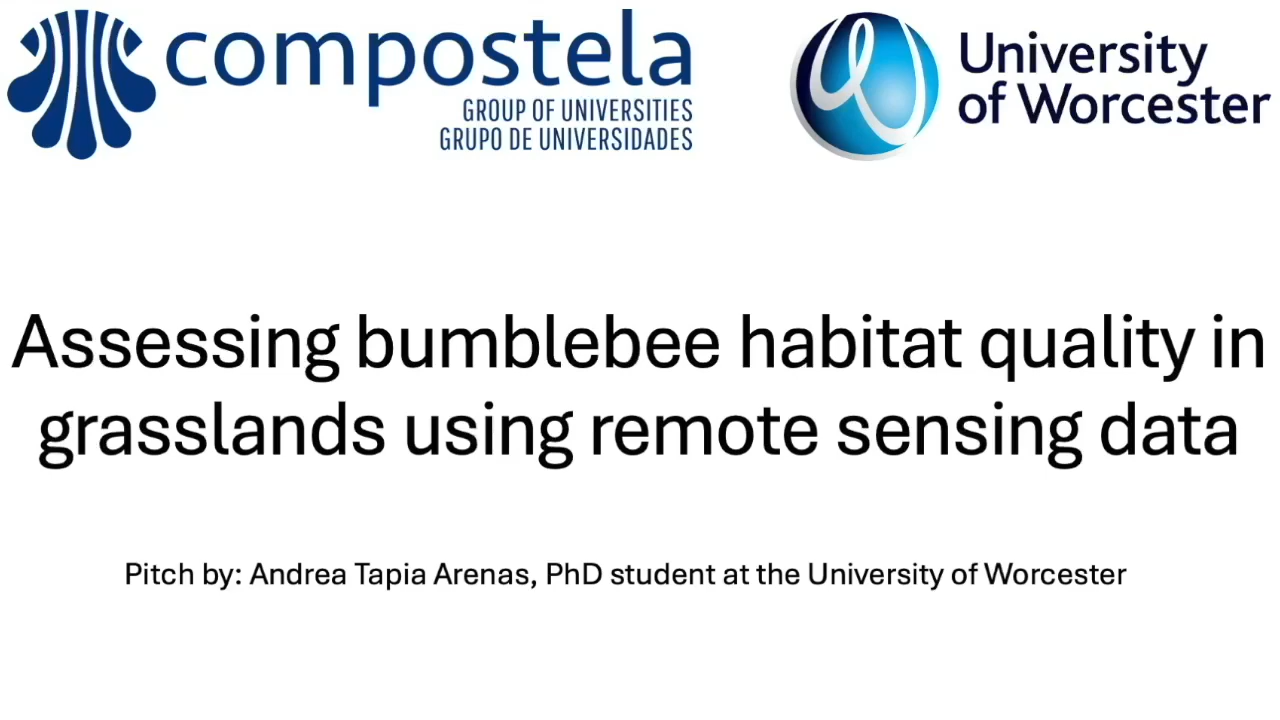 compostela
GROUP OF UNIVERSITIES
GRUPO DE UNIVERSIDADES
University
of Worcester
Assessing bumblebee habitat quality in
grasslands using remote sensing data
Pitch by: Andrea Tapia Arenas, PhD student at the University of Worcester